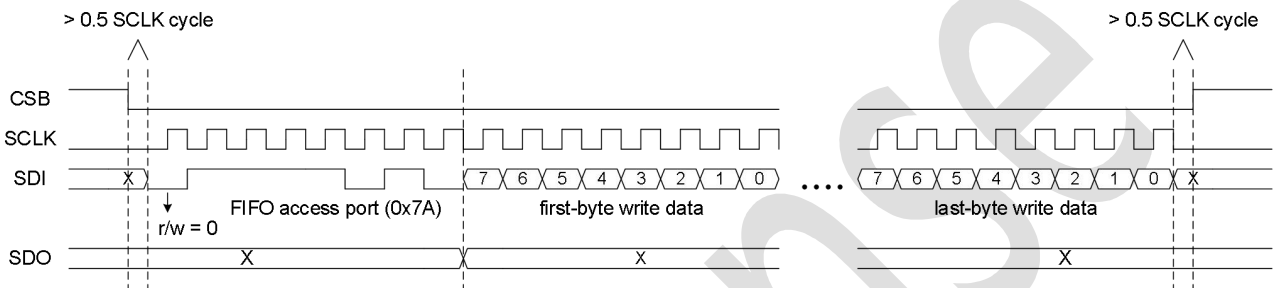 > 0.5 SCLK cycle > 0.5 SCLK cycle
CSB
SCLK
SDI X 7 6 5 4 3 2 1 0 .... 7 6 5 4 3 2 1 0 X
FIFO access port (0x7A) first-byte write data last-byte write data
r/w = 0
SDO X X X
nse